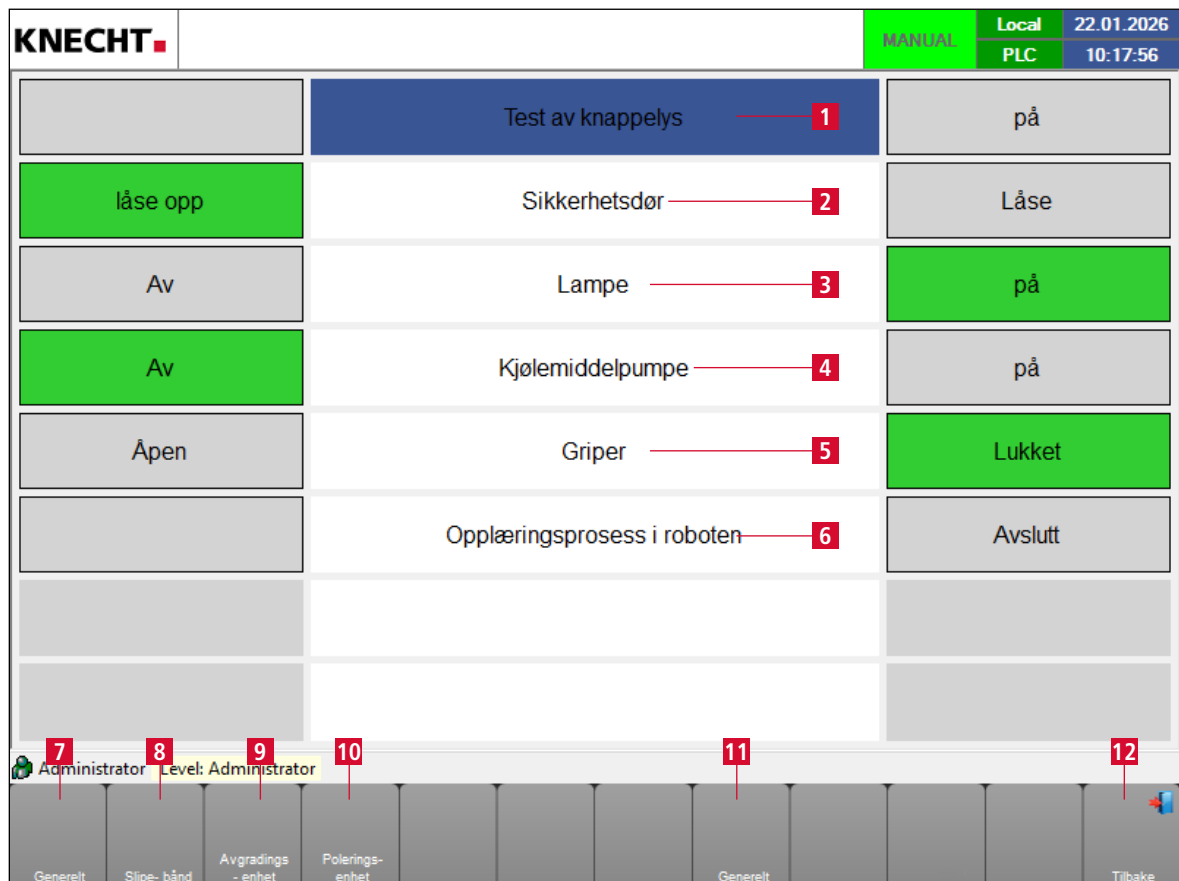 KNECHT
MANUAL
Local
22.01.2026
PLC
10:17:56
Test av knappelys
1
på
låse opp
Sikkerhetsdør
2
Låse
Av
Lampe
3
på
Av
Kjølemiddelpumpe
4
på
Åpen
Griper
5
Lukket
Opplæringsprosess i roboten
6
Avslutt
7
8
9
10
11
12
Administrator
Level: Administrator
Generelt
Slipe- bånd
Avgradings
- enhet
Polerings-
enhet
Generelt
Tilbake